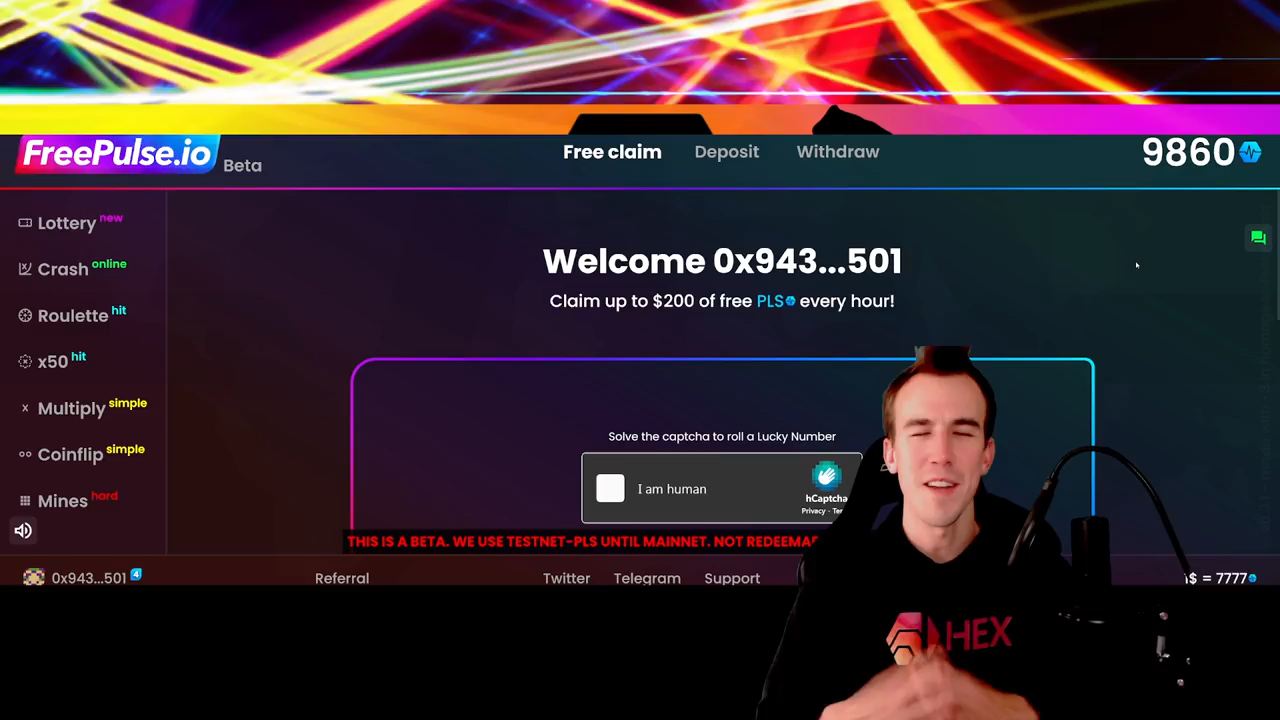 FreePulse.io
Beta
Free claim
Deposit
Withdraw
9860
Lottery new
Crash online
Roulette hit
x50 hit
Multiply simple
Coinflip simple
Mines hard
Welcome 0x943...501
Claim up to $200 of free PLS every hour!
Solve the captcha to roll a Lucky Number
I am human
hCaptcha
Privacy -
THIS IS A BETA. WE USE TESTNET-PLS UNTIL MAINNET. NOT
0x943...501 4
Referral
Twitter
Telegram
Support
$ = 7777
HEX